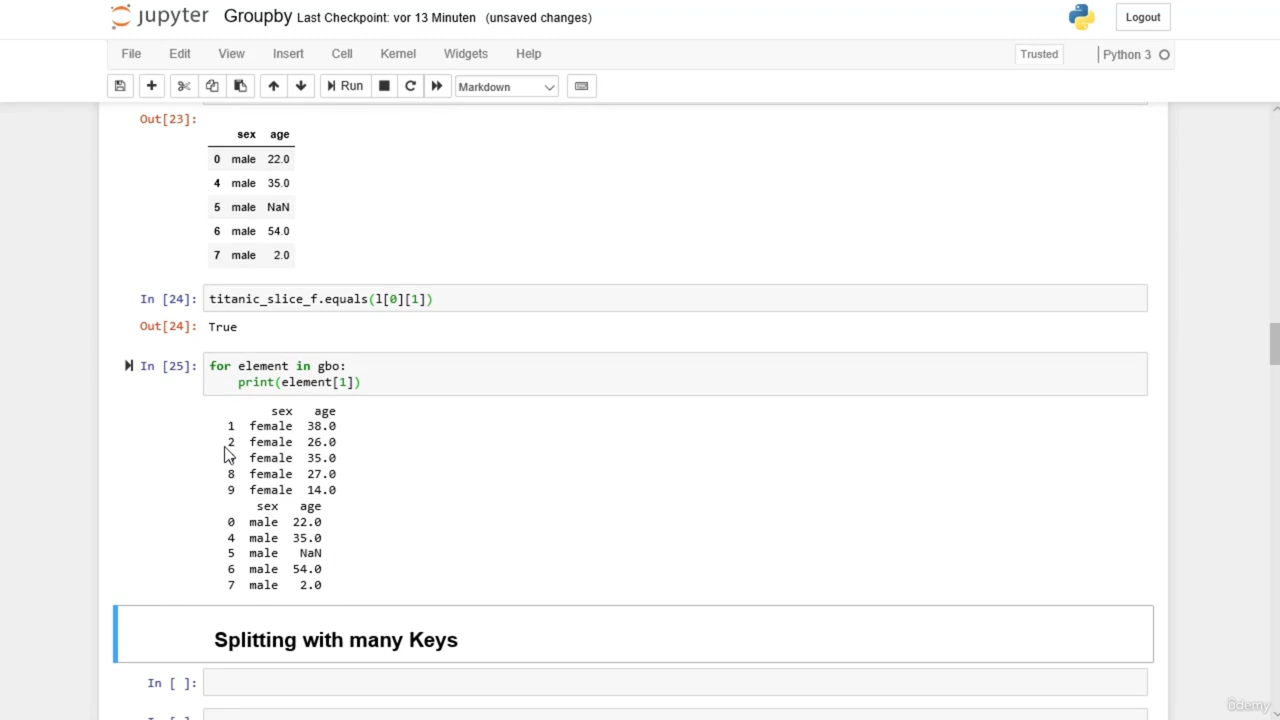 jupyter Groupby Last Checkpoint: vor 13 Minuten (unsaved changes) Logout
File Edit View Insert Cell Kernel Widgets Help Trusted Python 3
Run Markdown
Out[23]:
sex age
0 male 22.0
4 male 35.0
5 male NaN
6 male 54.0
7 male 2.0
In [24]: titanic_slice_f.equals(l[0][1])
Out[24]: True
In [25]: for element in gbo:
print(element[1])
sex age
1 female 38.0
2 female 26.0
female 35.0
8 female 27.0
9 female 14.0
sex age
0 male 22.0
4 male 35.0
5 male NaN
6 male 54.0
7 male 2.0
Splitting with many Keys
In [ ]:
ûdemy